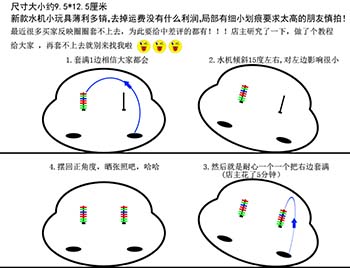 尺寸大小约9.5*12.5厘米
新款水机小玩具薄利多销,去掉运费没有什么利润,局部有细小划痕要求太高的朋友慎拍!
最近很多买家反映圈圈套不上去,为此要给中差评的都有!!!店主研究了一下,做了个教程
给大家 ,再套不上去就别来找我啦
1.套满1边相信大家都会
2.水机倾斜15度左右,对左边影响很小
4.摆回正角度,晒张照吧,哈哈
3.然后就是耐心一个一个把右边套满
(店主花了5分钟)